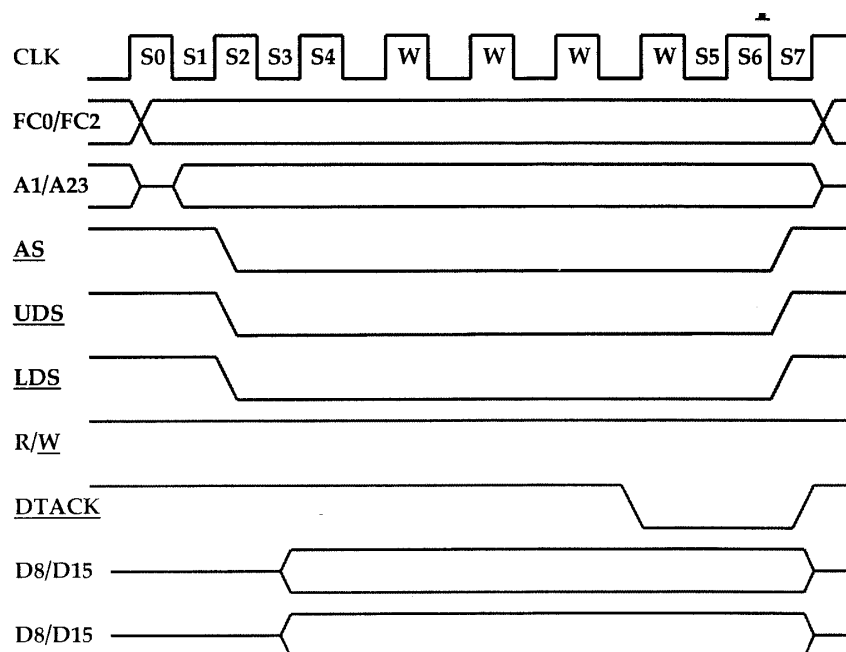 CLK S0 S1 S2 S3 S4 W W W W S5 S6 S7
FC0/FC2
A1/A23
AS
UDS
LDS
R/W
DTACK
D8/D15
D8/D15